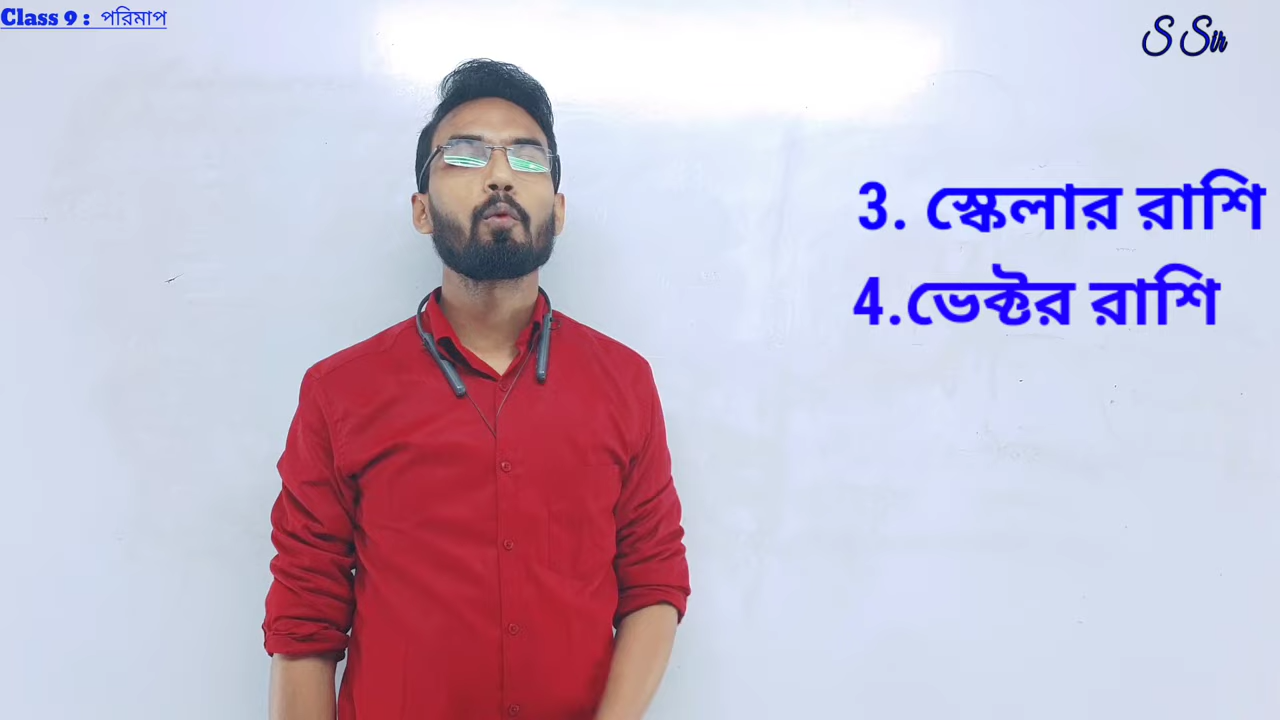 Class 9 : পরিমাপ
S Sir
3. স্কেলার রাশি
4.ভেক্টর রাশি